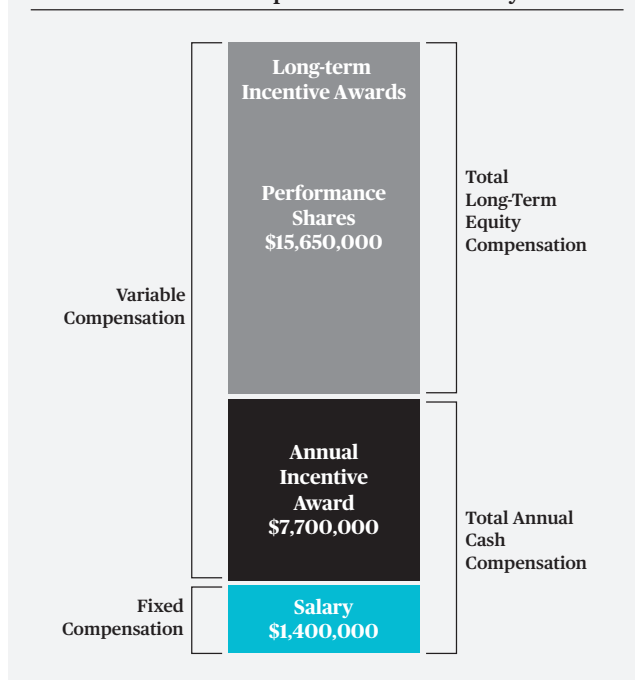 Long-term
Incentive Awards
Performance
Shares
$15,650,000
Total
Long-Term
Equity
Compensation
Variable
Compensation
Annual
Incentive
Award
$7,700,000
Total Annual
Cash
Compensation
Fixed
Compensation
Salary
$1,400,000